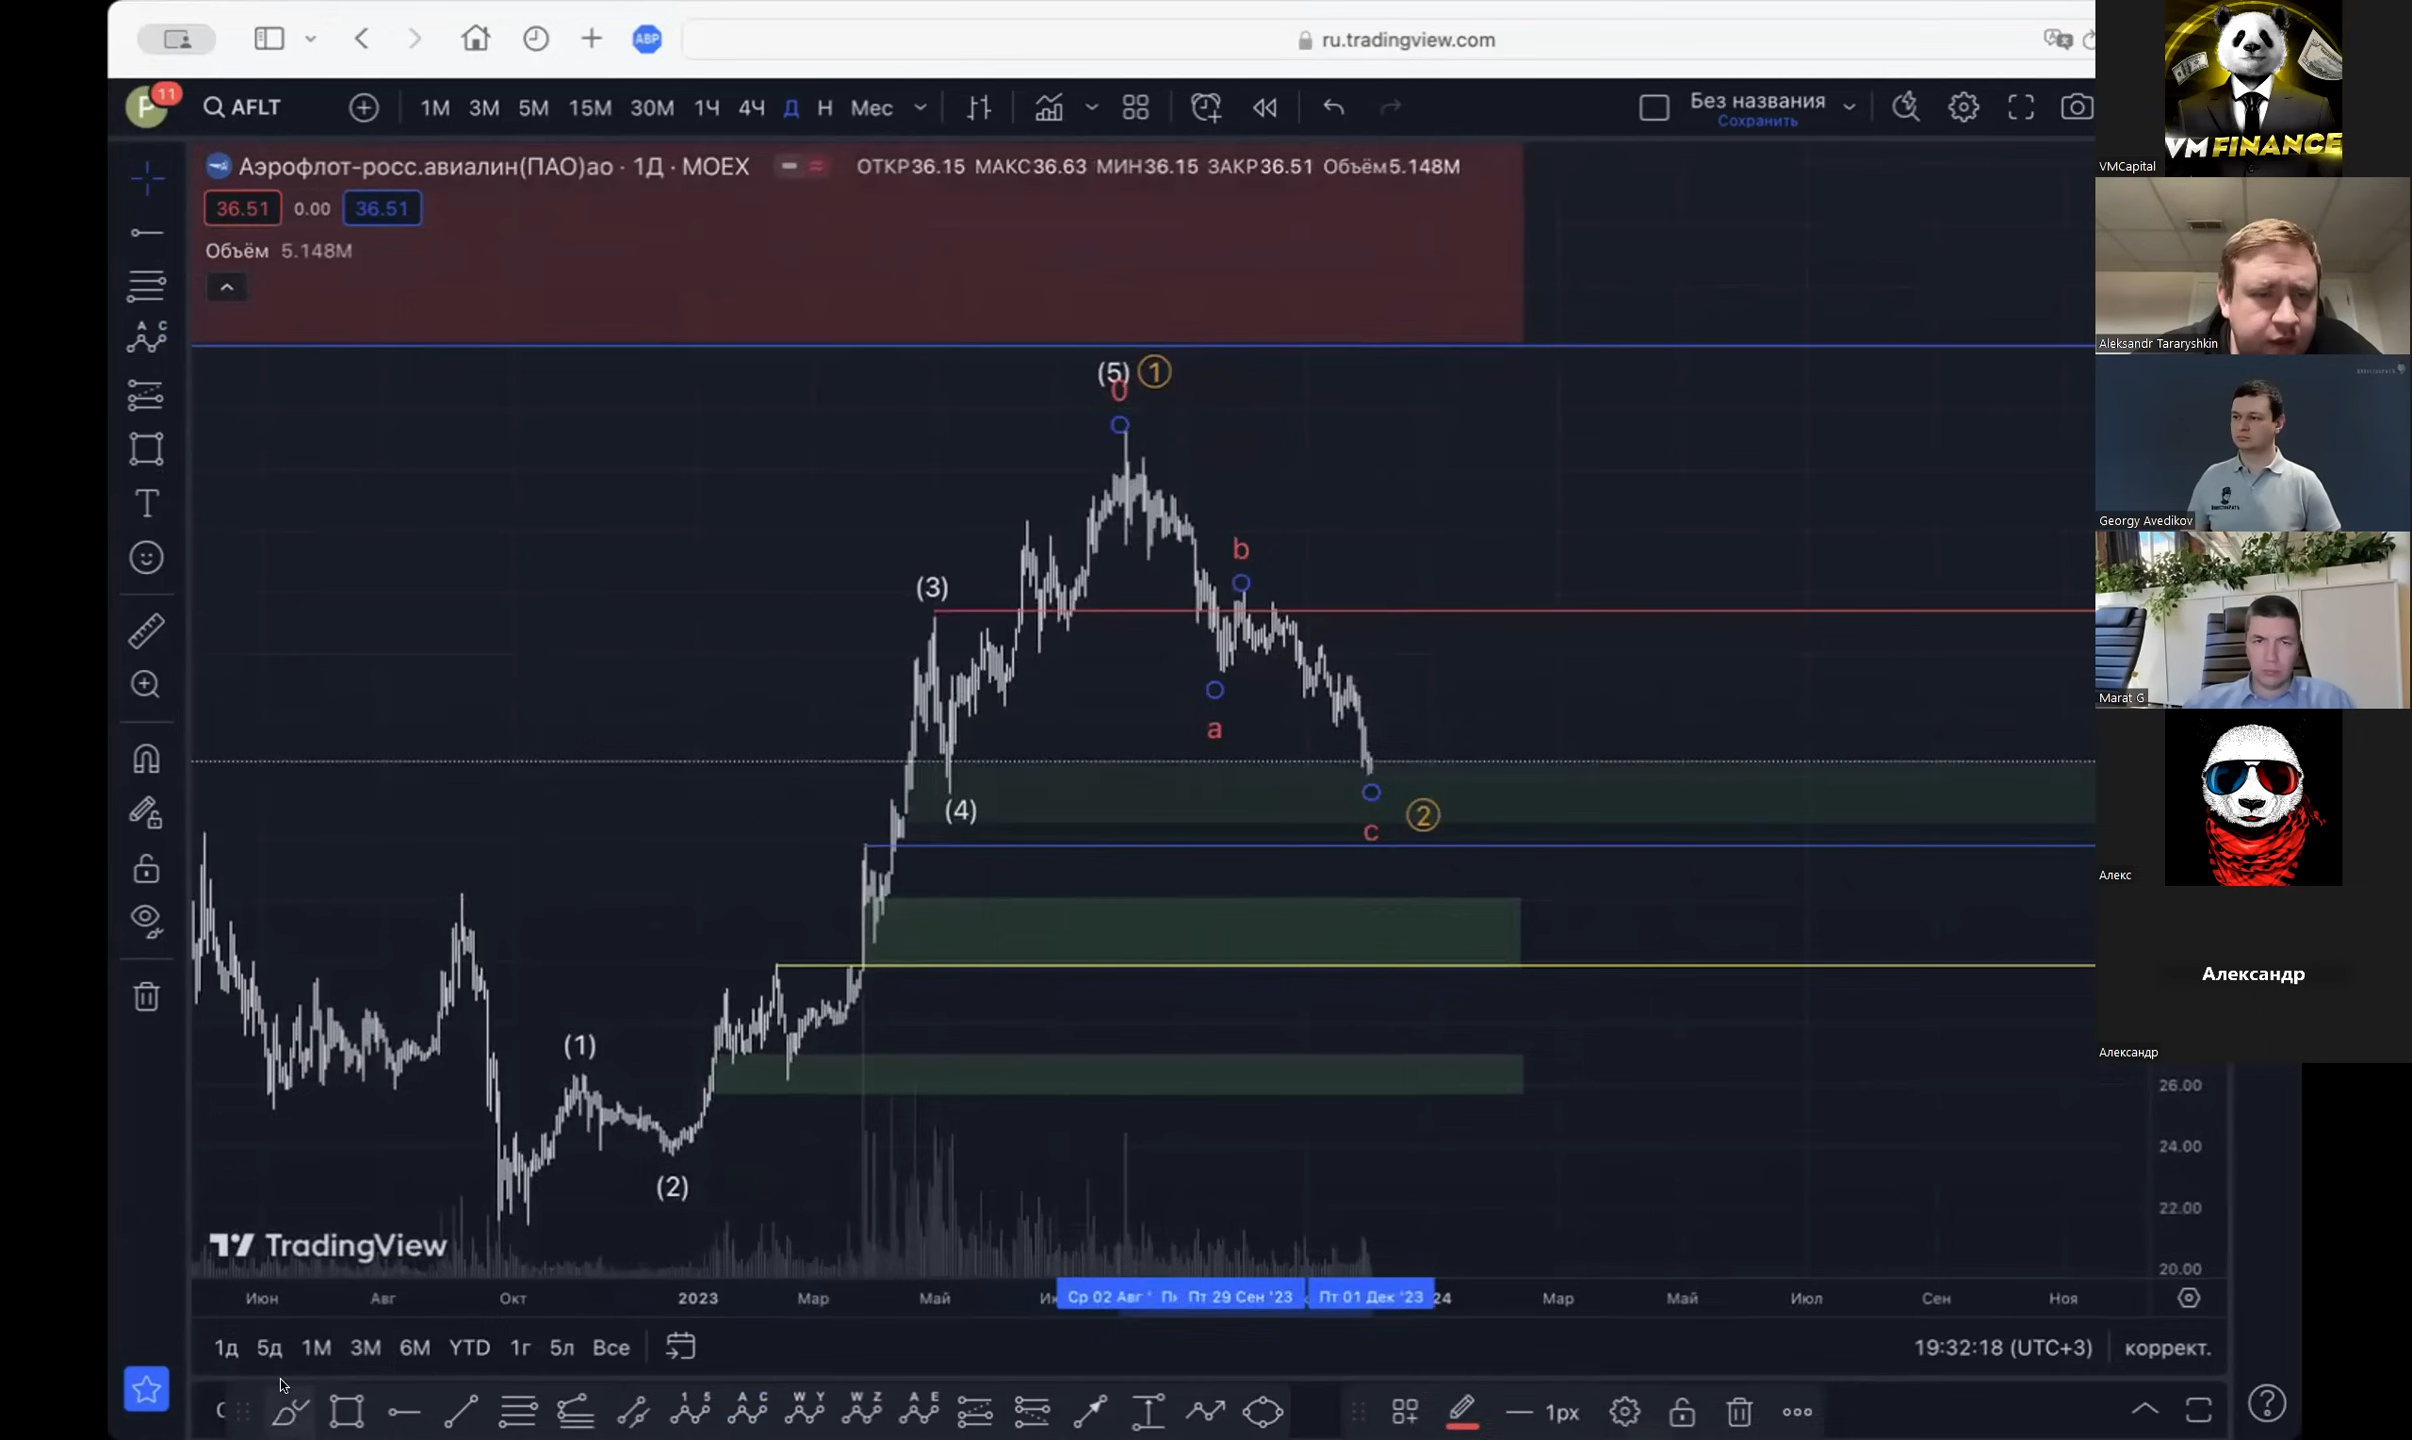 ABP
ru.tradingview.com
P
11
AFLT
1М 3М 5М 15М 30М 1Ч 4Ч Д Н Мес
Без названия
Сохранить
Аэрофлот-росс.авиалин(ПАО)ао · 1Д · MOEX
ОТКР36.15 МАКС36.63 МИН36.15 ЗАКР36.51 Объём5.148M
36.51 0.00 36.51
Объём 5.148M
(5) 1
0
b
(3)
a
(4)
2
c
(1)
(2)
26.00
24.00
22.00
20.00
TradingView
Июн Авг Окт 2023 Мар Май Ию Ср 02 Авг ' Пт 29 Сен '23 Пт 01 Дек '23 24 Мар Май Июл Сен Ноя
1д 5д 1М 3М 6М YTD 1г 5л Все
19:32:18 (UTC+3)
коррект.
1 5
A C
W Y
W Z
A E
1px
A C
T
VM FINANCE
VMCapital
Aleksandr Tararyshkin
Georgy Avedikov
Marat G
Алекс
Александр
Александр